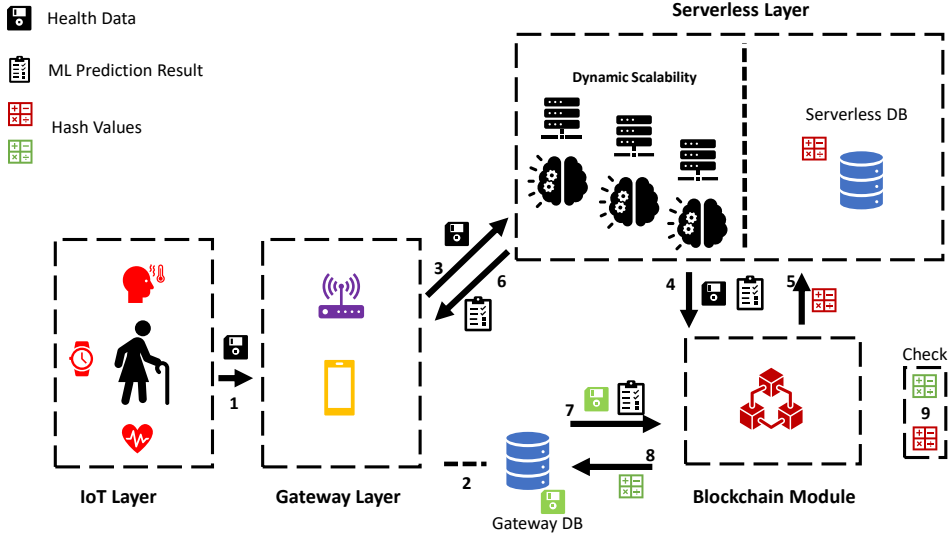 Health Data
ML Prediction Result
Hash Values
Serverless Layer
Dynamic Scalability
Serverless DB
3
6
4
5
1
IoT Layer
Gateway Layer
2
Gateway DB
7
8
Blockchain Module
Check
9